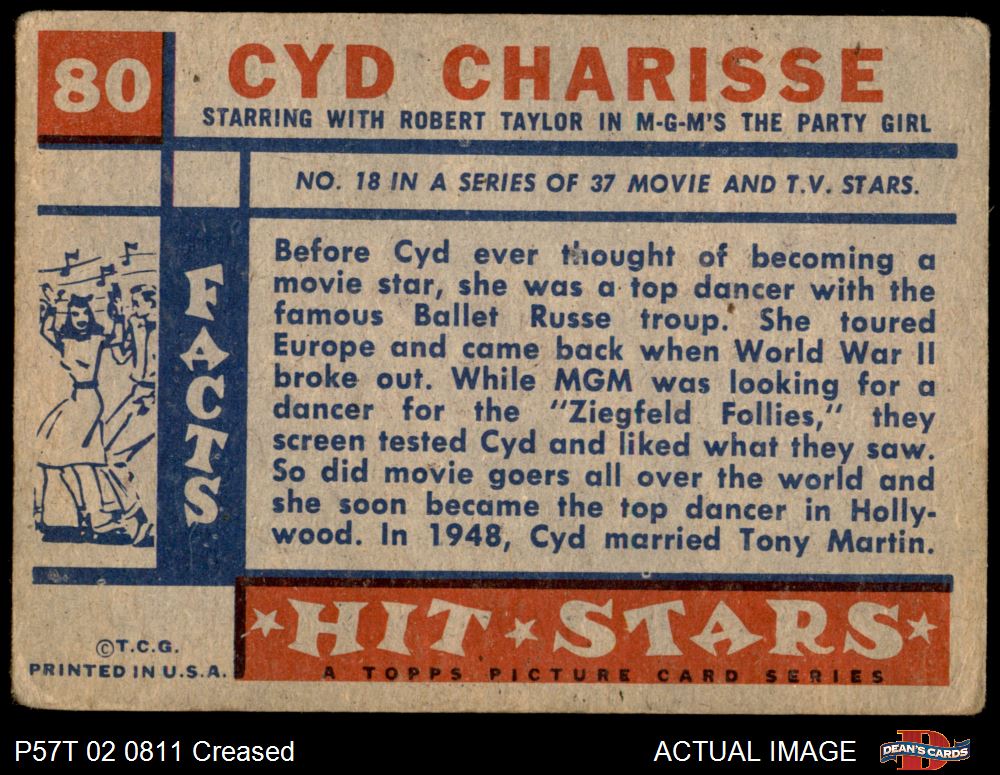 80
CYD CHARISSE
STARRING WITH ROBERT TAYLOR IN M-G-M'S THE PARTY GIRL
NO. 18 IN A SERIES OF 37 MOVIE AND T.V. STARS.
FACTS
Before Cyd ever thought of becoming a
movie star, she was a top dancer with the
famous Ballet Russe troup. She toured
Europe and came back when World War II
broke out. While MGM was looking for a
dancer for the "Ziegfeld Follies," they
screen tested Cyd and liked what they saw.
So did movie goers all over the world and
she soon became the top dancer in Holly-
wood. In 1948, Cyd married Tony Martin.
HIT STARS
A TOPPS PICTURE CARD SERIES
©T.C.G.
PRINTED IN U.S.A.
P57T 02 0811 Creased
ACTUAL IMAGE
D
DEAN'S CARDS